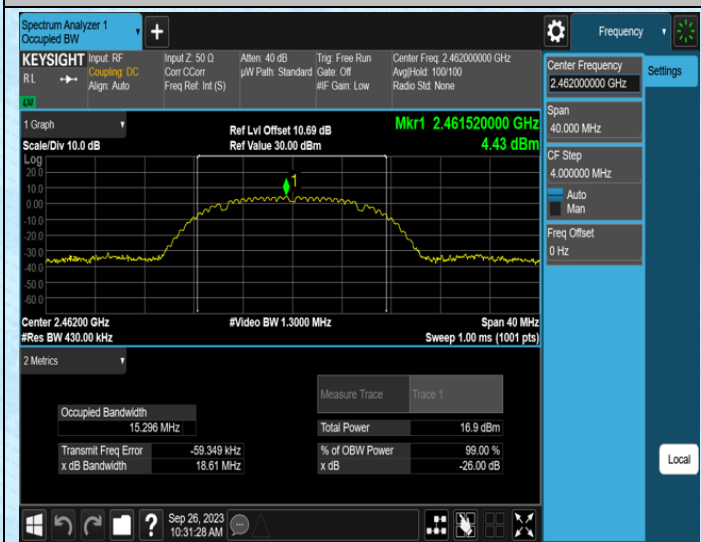 Spectrum Analyzer 1
Occupied BW
Frequency
KEYSIGHT
RL
LM
Input: RF
Coupling: DC
Align: Auto
Input Z: 50 Ω
Corr CCorr
Freq Ref: Int (S)
Atten: 40 dB
µW Path: Standard
Trig: Free Run
Gate: Off
#IF Gain: Low
Center Freq: 2.462000000 GHz
Avg|Hold: 100/100
Radio Std: None
1 Graph
Scale/Div 10.0 dB
Ref Lvl Offset 10.69 dB
Ref Value 30.00 dBm
Mkr1 2.461520000 GHz
4.43 dBm
Log
20.0
10.0
0.00
-10.0
-20.0
-30.0
-40.0
-50.0
-60.0
1
Center 2.46200 GHz
#Res BW 430.00 kHz
#Video BW 1.3000 MHz
Span 40 MHz
Sweep 1.00 ms (1001 pts)
2 Metrics
Measure Trace
Trace 1
Occupied Bandwidth
15.296 MHz
Total Power
16.9 dBm
Transmit Freq Error
-59.349 kHz
% of OBW Power
99.00 %
x dB Bandwidth
18.61 MHz
x dB
-26.00 dB
Center Frequency
2.462000000 GHz
Settings
Span
40.000 MHz
CF Step
4.000000 MHz
Auto
Man
Freq Offset
0 Hz
Local
?
Sep 26, 2023
10:31:28 AM